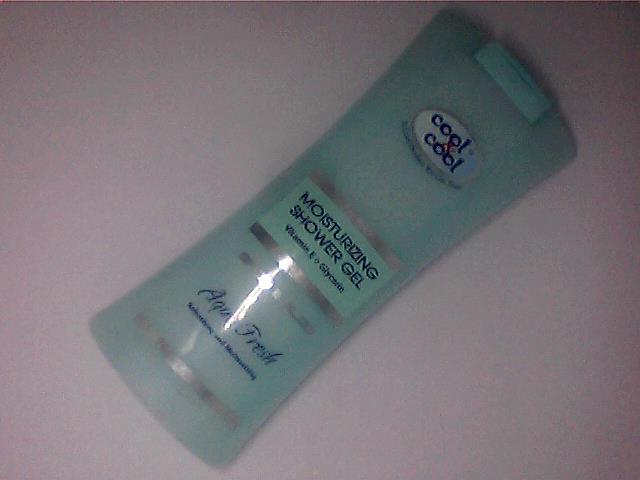 cool
& cool
MOISTURIZING
SHOWER GEL
Vitamin E & Glycerin
Aqua Fresh